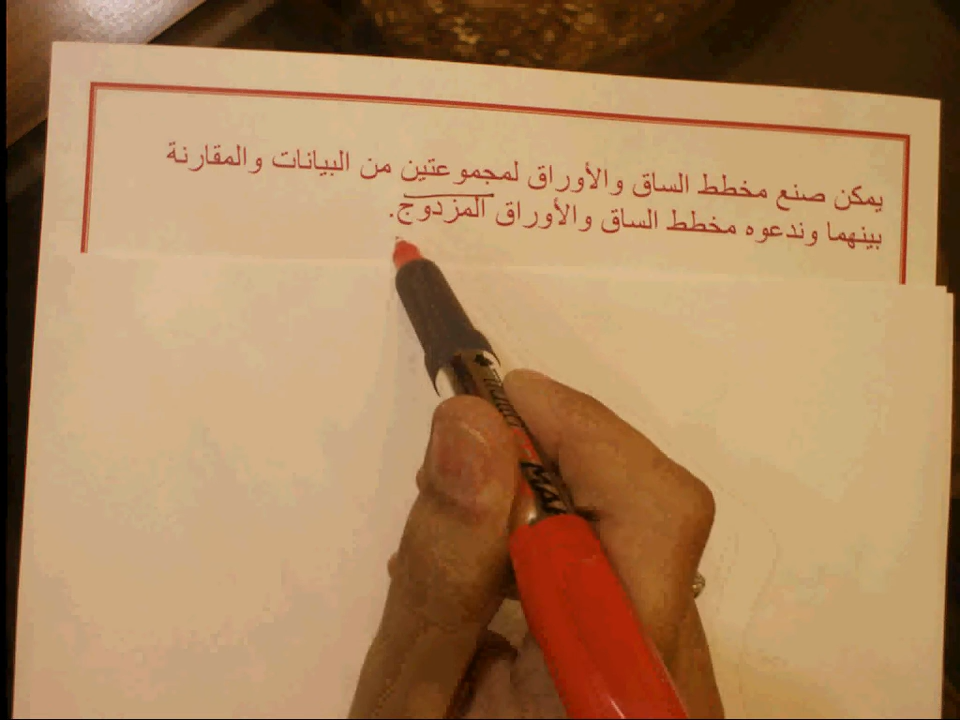 يمكن صنع مخطط الساق والأوراق لمجموعتين من البيانات والمقارنة
بينهما وندعوه مخطط الساق والأوراق المزدوج.